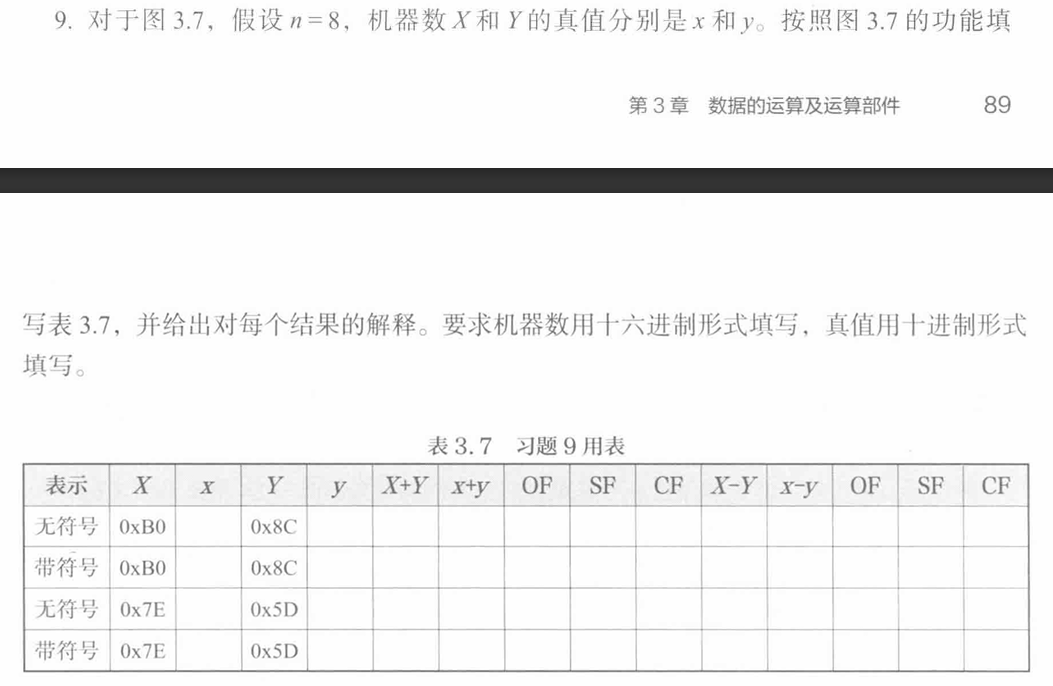 9. 对于图 3.7，假设 n = 8，机器数 X 和 Y 的真值分别是 x 和 y。按照图 3.7 的功能填
第 3 章 数据的运算及运算部件 89
写表 3.7，并给出对每个结果的解释。要求机器数用十六进制形式填写，真值用十进制形式
填写。
表 3.7 习题 9 用表
表示 X x Y y X+Y x+y OF SF CF X-Y x-y OF SF CF
无符号 0xB0 0x8C
带符号 0xB0 0x8C
无符号 0x7E 0x5D
带符号 0x7E 0x5D